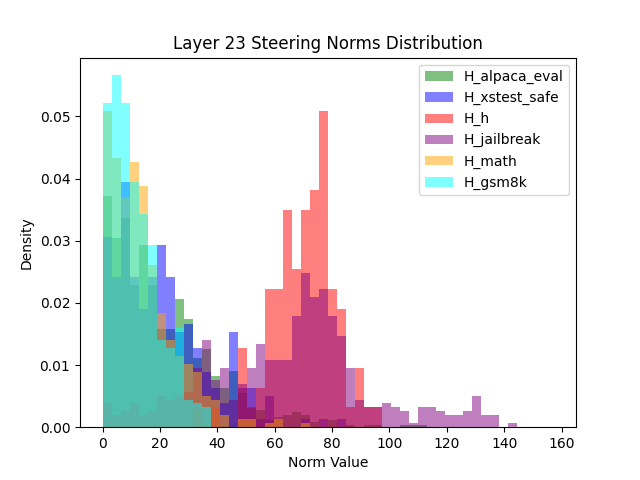 Layer 23 Steering Norms Distribution
H_alpaca_eval
H_xstest_safe
H_h
H_jailbreak
H_math
H_gsm8k
Density
0.05
0.04
0.03
0.02
0.01
0.00
0 20 40 60 80 100 120 140 160
Norm Value